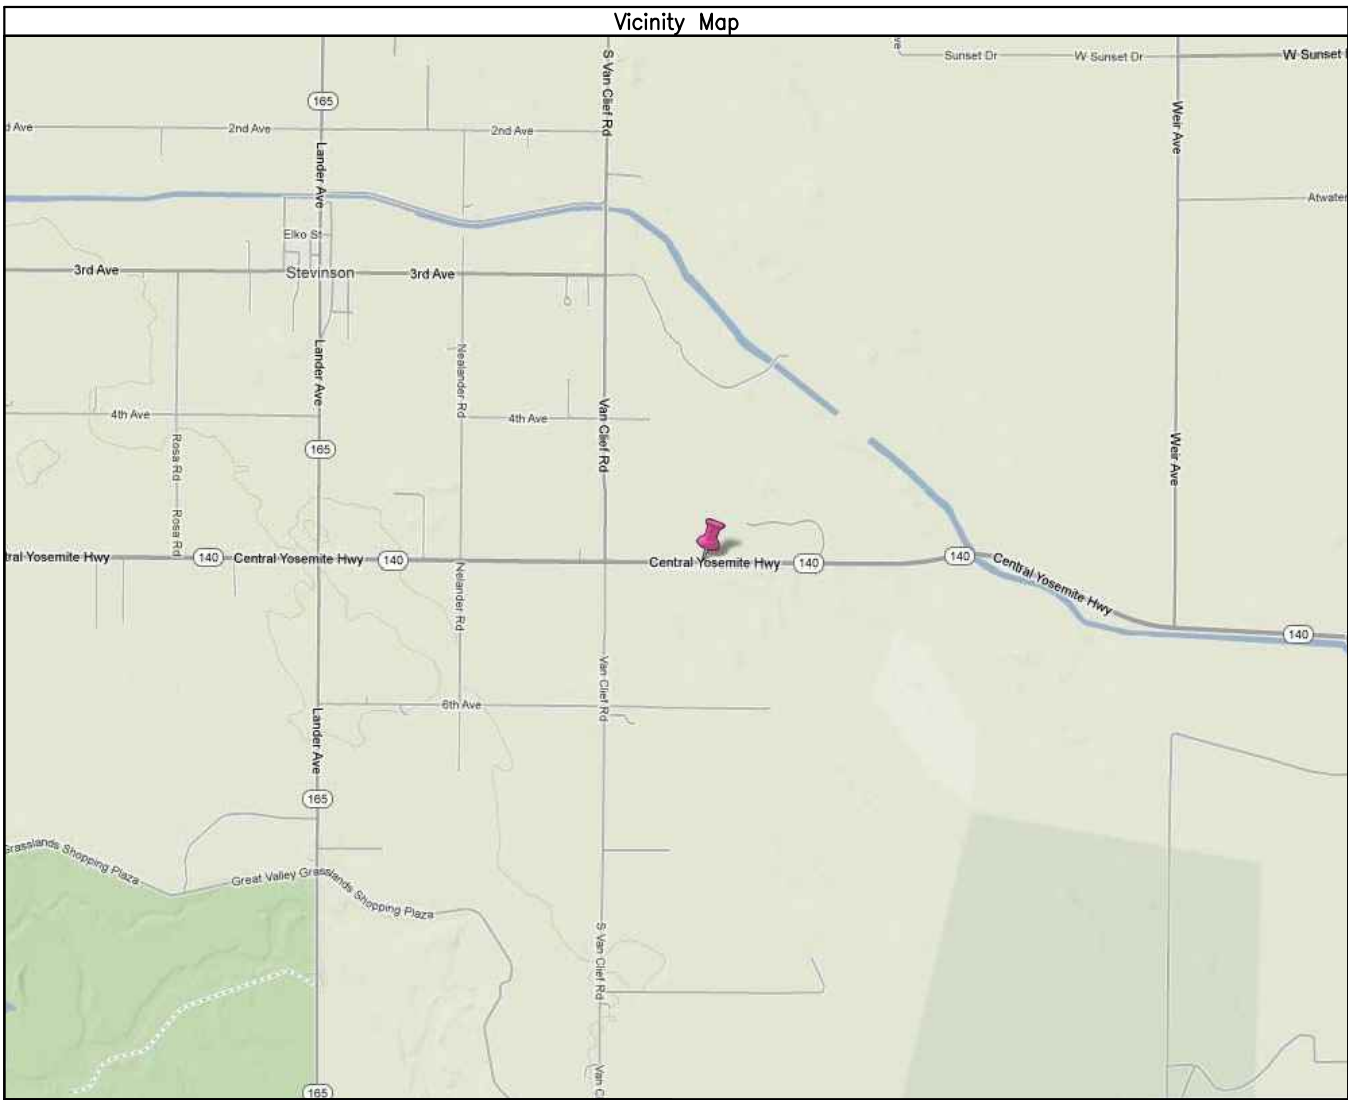 Vicinity Map
ve
Sunset Dr
W Sunset Dr
W Sunset
S Van Clief Rd
165
d Ave
2nd Ave
2nd Ave
Weir Ave
Lander Ave
Atwater
Elko St
3rd Ave
Stevinson
3rd Ave
Lander Ave
Nealander Rd
4th Ave
4th Ave
Van Clief Rd
Rosa Rd
165
Weir Ave
Rosa Rd
tral Yosemite Hwy
140
Central Yosemite Hwy
140
Central Yosemite Hwy
140
140
Central Yosemite Hwy
Nelander Rd
140
Van Clief Rd
6th Ave
Lander Ave
165
Grasslands Shopping Plaza
Great Valley Grasslands Shopping Plaza
S Van Clief Rd
Van C
165